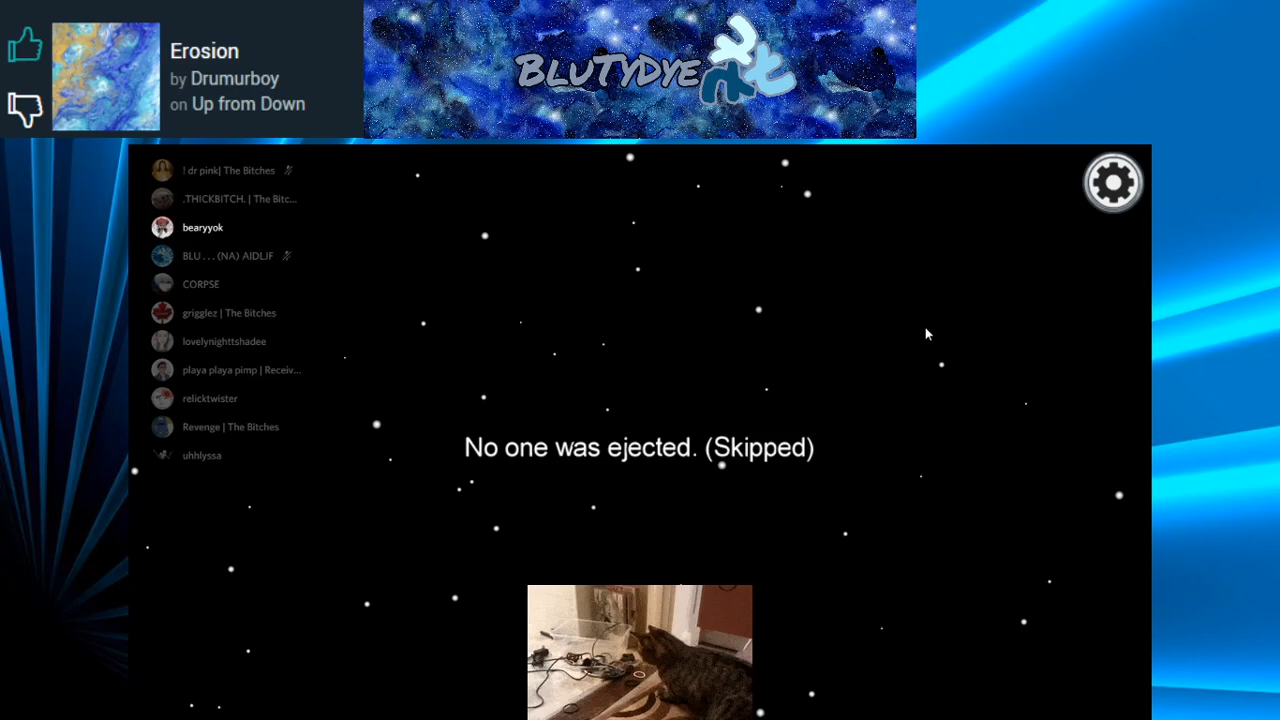 Erosion
by Drumurboy
on Up from Down
BLUTYDYE
! dr pink| The Bitches
.THICKBITCH. | The Bitc...
bearyyok
BLU . . . (NA) AIDLIF
CORPSE
grigglez | The Bitches
lovelynighttshadee
playa playa pimp | Receiv...
relicktwister
Revenge | The Bitches
uhhlyssa
No one was ejected. (Skipped)